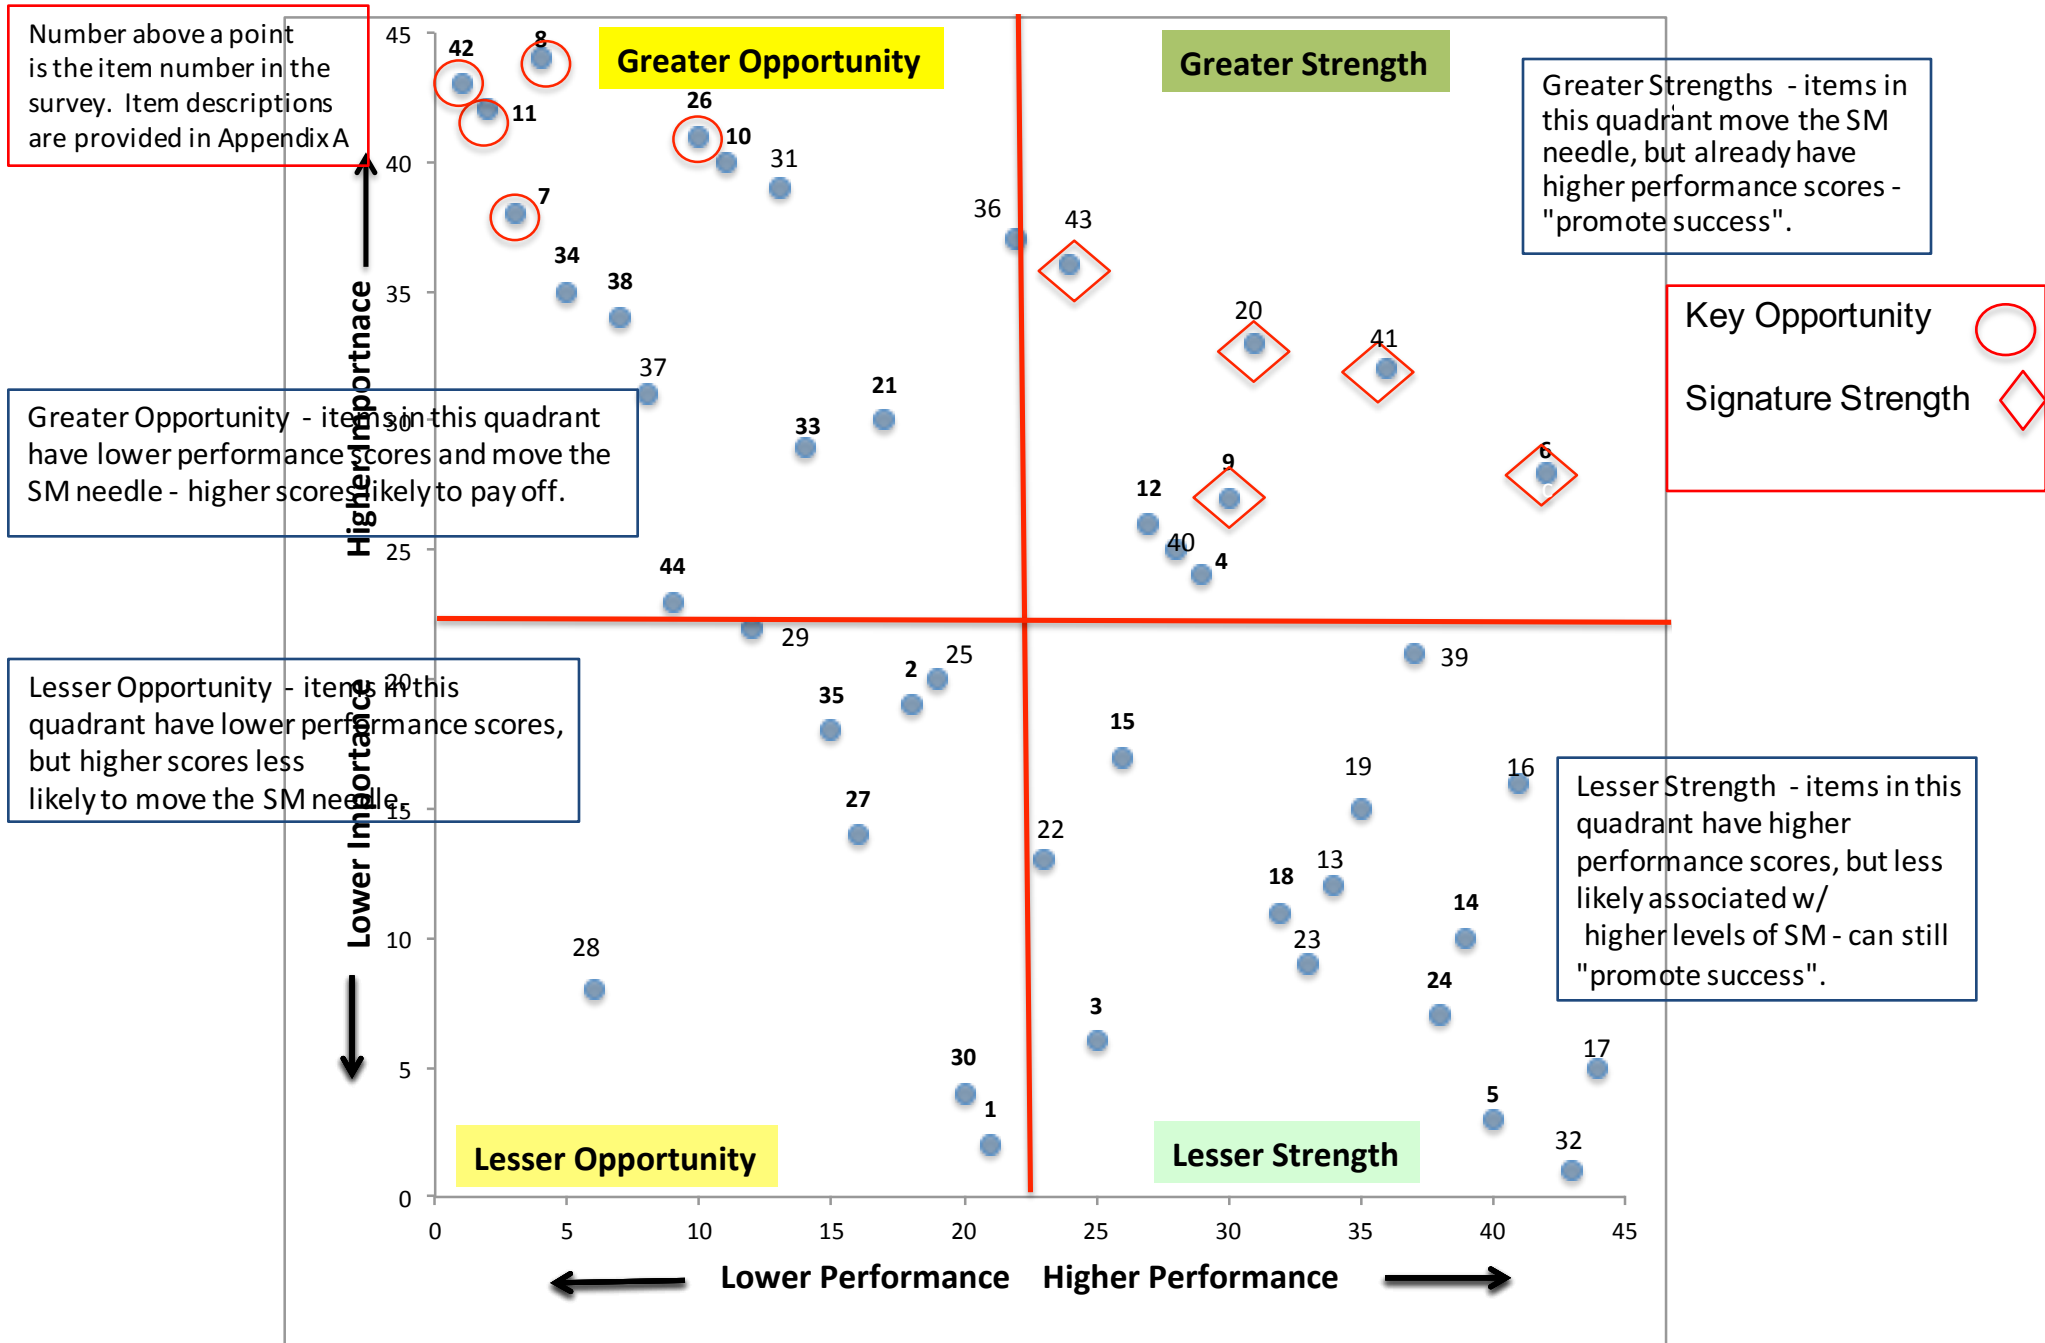 Number above a point
is the item number in the
survey. Item descriptions
are provided in Appendix A
Greater Opportunity
Greater Strength
Greater Strengths - items in
this quadrant move the SM
needle, but already have
higher performance scores -
"promote success".
Key Opportunity
Signature Strength
Greater Opportunity - items in this quadrant
have lower performance scores and move the
SM needle - higher scores likely to pay off.
Lesser Opportunity - items in this
quadrant have lower performance scores,
but higher scores less
likely to move the SM needle.
Lesser Strength - items in this
quadrant have higher
performance scores, but less
likely associated w/
higher levels of SM - can still
"promote success".
Higher Importnace
Lower Importance
45
40
35
30
25
20
15
10
5
0
42
8
11
26
10
31
7
36
43
34
38
20
41
37
21
33
9
6
12
40
4
44
29
39
2
25
35
15
27
19
16
22
13
18
14
23
28
24
3
17
30
1
5
32
Lesser Opportunity
Lesser Strength
0 5 10 15 20 25 30 35 40 45
Lower Performance Higher Performance